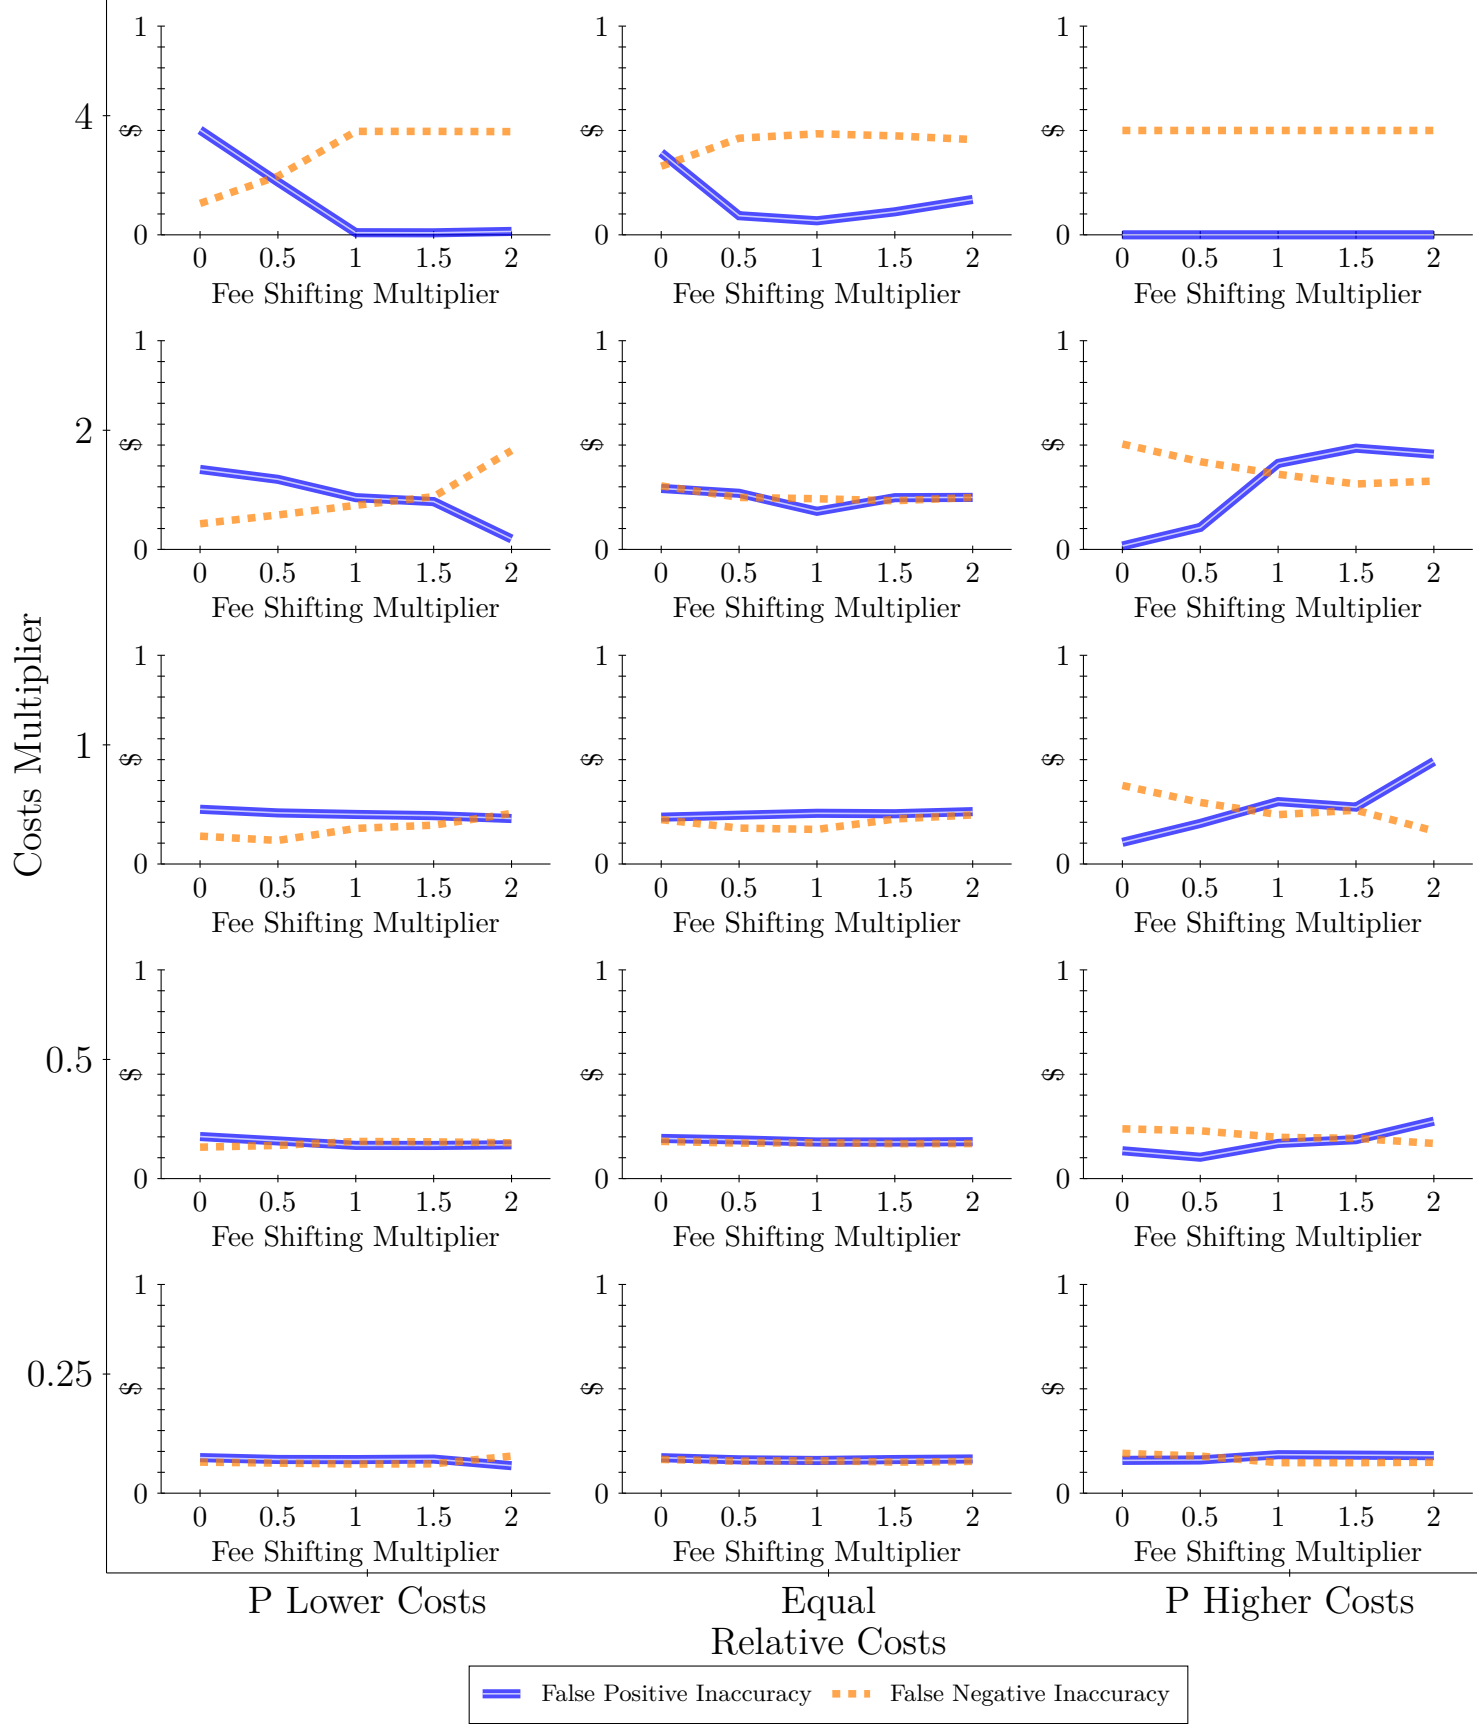 Costs Multiplier
4
1
$
0
0 0.5 1 1.5 2
Fee Shifting Multiplier
1
$
0
0 0.5 1 1.5 2
Fee Shifting Multiplier
1
$
0
0 0.5 1 1.5 2
Fee Shifting Multiplier
2
1
$
0
0 0.5 1 1.5 2
Fee Shifting Multiplier
1
$
0
0 0.5 1 1.5 2
Fee Shifting Multiplier
1
$
0
0 0.5 1 1.5 2
Fee Shifting Multiplier
1
1
$
0
0 0.5 1 1.5 2
Fee Shifting Multiplier
1
$
0
0 0.5 1 1.5 2
Fee Shifting Multiplier
1
$
0
0 0.5 1 1.5 2
Fee Shifting Multiplier
0.5
1
$
0
0 0.5 1 1.5 2
Fee Shifting Multiplier
1
$
0
0 0.5 1 1.5 2
Fee Shifting Multiplier
1
$
0
0 0.5 1 1.5 2
Fee Shifting Multiplier
0.25
1
$
0
0 0.5 1 1.5 2
Fee Shifting Multiplier
1
$
0
0 0.5 1 1.5 2
Fee Shifting Multiplier
1
$
0
0 0.5 1 1.5 2
Fee Shifting Multiplier
P Lower Costs
Equal
P Higher Costs
Relative Costs
False Positive Inaccuracy
False Negative Inaccuracy